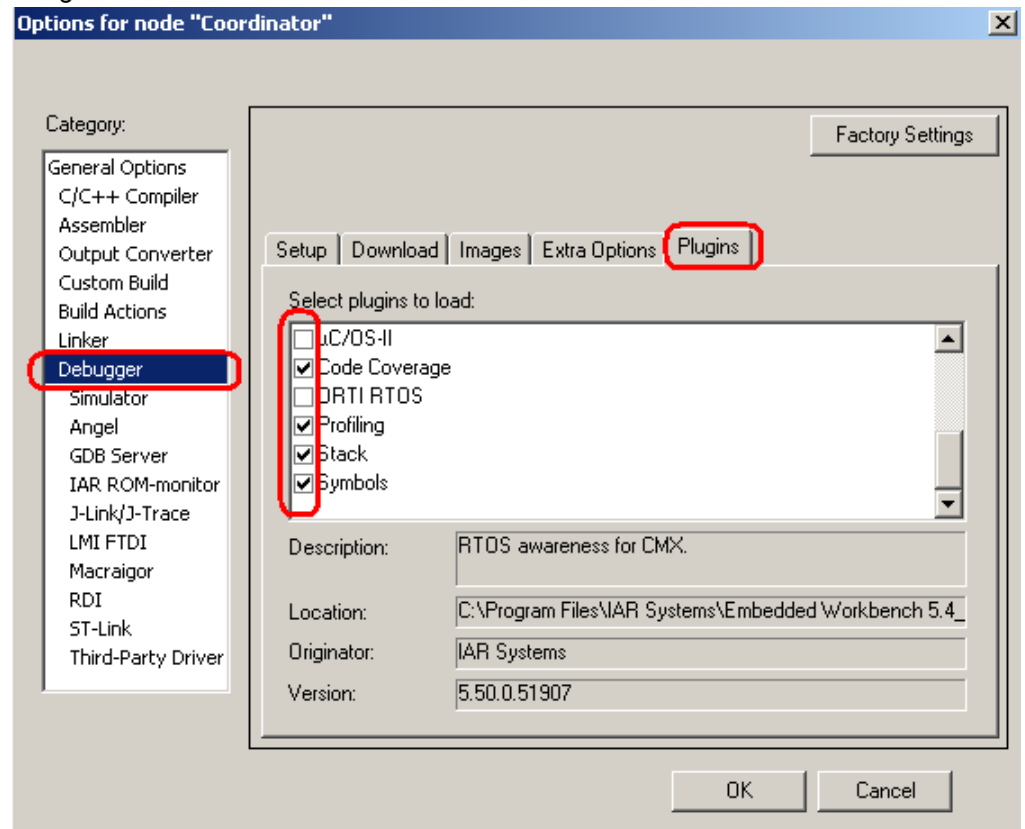 Options for node "Coordinator"
Category:
Factory Settings
General Options
C/C++ Compiler
Assembler
Output Converter
Custom Build
Build Actions
Linker
Debugger
Simulator
Angel
GDB Server
IAR ROM-monitor
J-Link/J-Trace
LMI FTDI
Macraigor
RDI
ST-Link
Third-Party Driver
Setup Download Images Extra Options Plugins
Select plugins to load:
µC/OS-II
Code Coverage
ORTI RTOS
Profiling
Stack
Symbols
Description: RTOS awareness for CMX.
Location: C:\Program Files\IAR Systems\Embedded Workbench 5.4_
Originator: IAR Systems
Version: 5.50.0.51907
OK Cancel